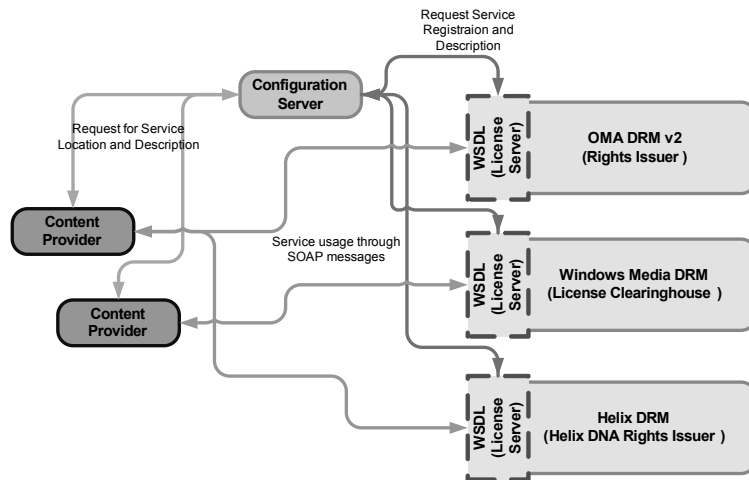 Request Service
Registraion and
Description
Configuration
Server
Request for Service
Location and Description
WSDL
(License
Server)
OMA DRM v2
(Rights Issuer )
Content
Provider
Service usage through
SOAP messages
WSDL
(License
Server)
Windows Media DRM
(License Clearinghouse )
Content
Provider
WSDL
(License
Server)
Helix DRM
(Helix DNA Rights Issuer )